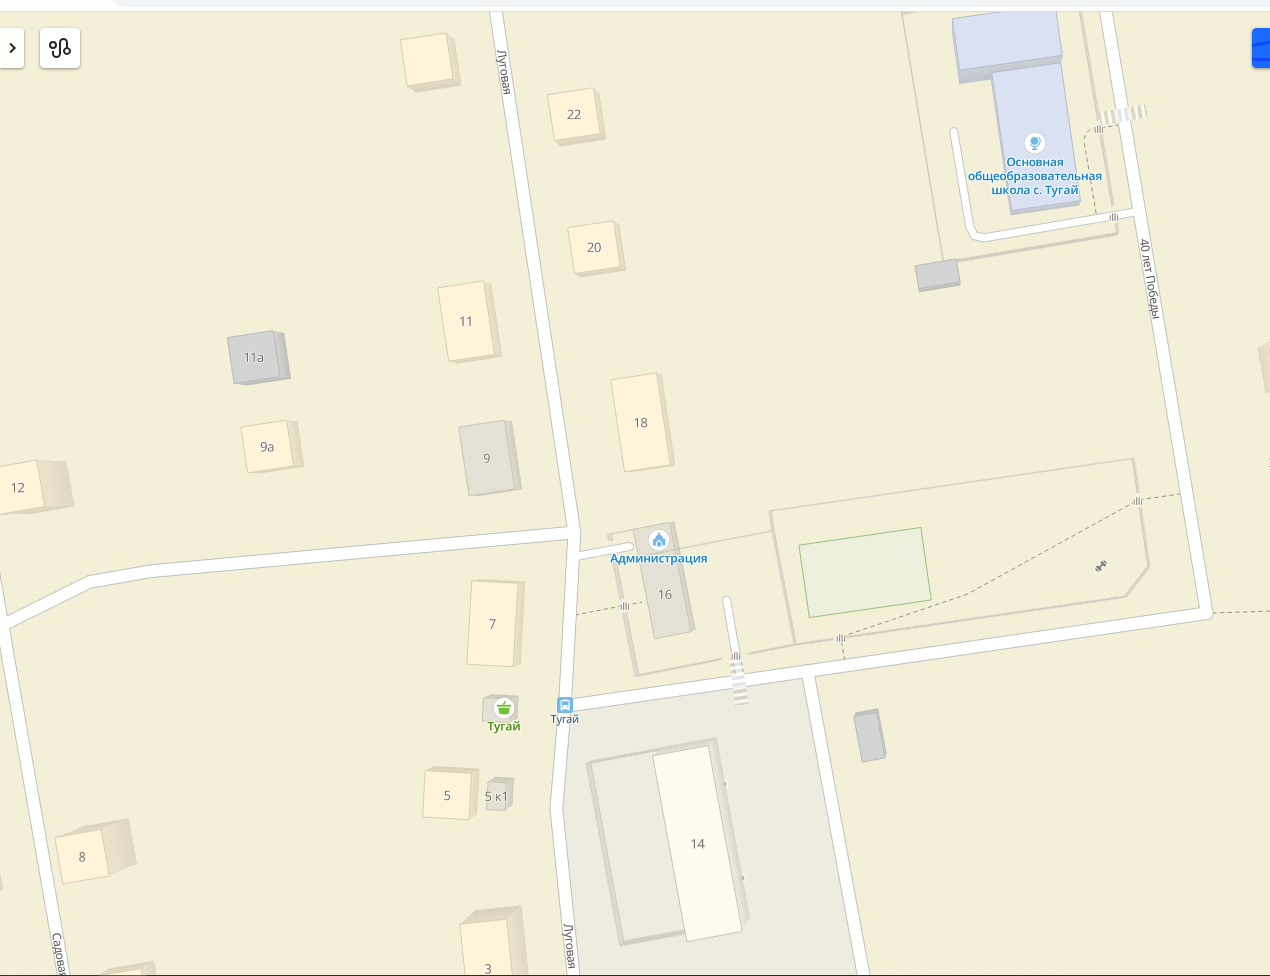 Луговая
22
Основная
общеобразовательная
школа с. Тугай
20
40 лет Победы
11
11а
18
9а
9
12
Администрация
16
7
Тугай
Тугай
5
5 к1
14
8
Луговая
Садовая
3